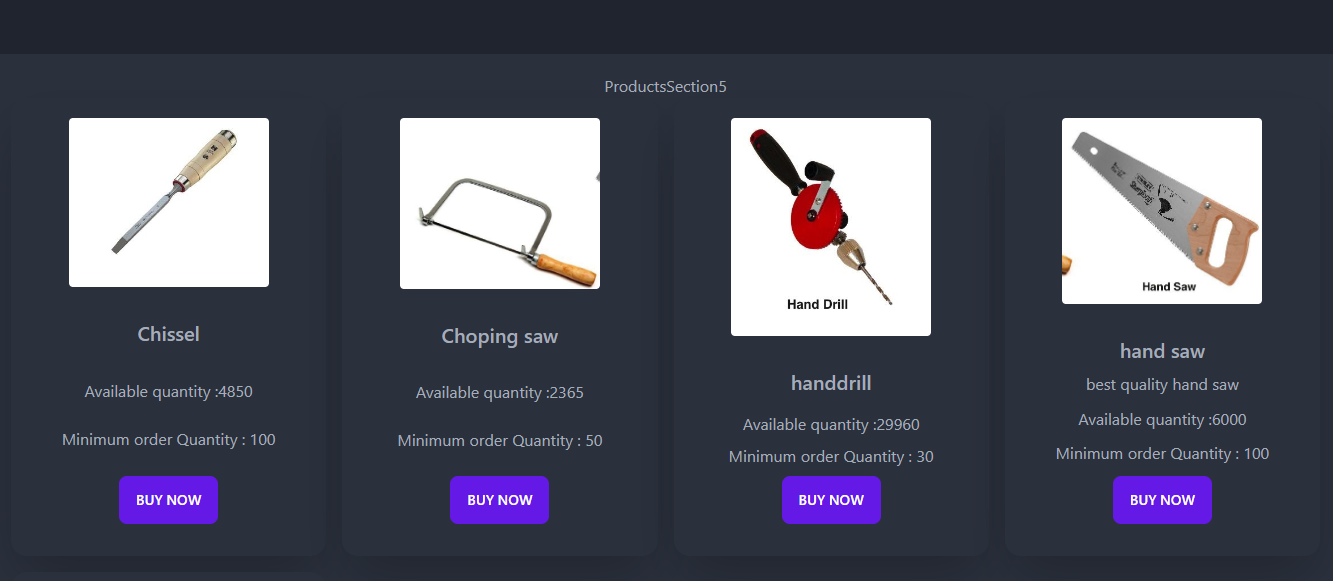 ProductsSection5
Hand Drill
Hand Saw
Chissel
Choping saw
handdrill
hand saw
best quality hand saw
Available quantity :4850
Available quantity :2365
Available quantity :29960
Available quantity :6000
Minimum order Quantity : 100
Minimum order Quantity : 50
Minimum order Quantity : 30
Minimum order Quantity : 100
BUY NOW
BUY NOW
BUY NOW
BUY NOW